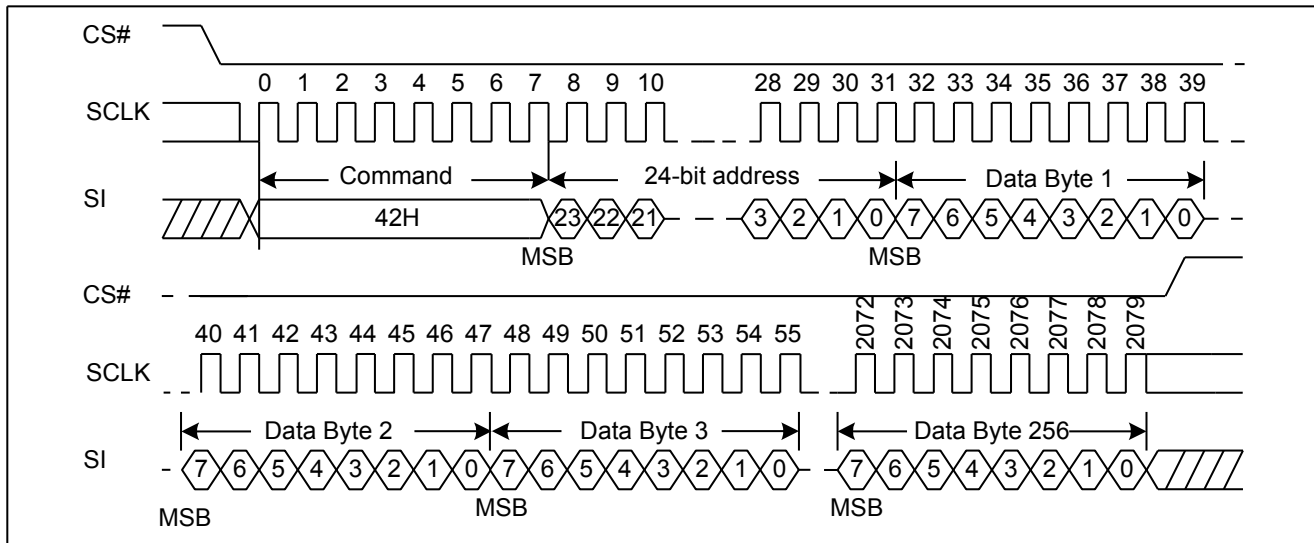 CS#
0 1 2 3 4 5 6 7 8 9 10 28 29 30 31 32 33 34 35 36 37 38 39
SCLK
Command 24-bit address Data Byte 1
SI
42H 23 22 21 3 2 1 0 7 6 5 4 3 2 1 0
MSB MSB
CS#
40 41 42 43 44 45 46 47 48 49 50 51 52 53 54 55 2072 2073 2074 2075 2076 2077 2078 2079
SCLK
Data Byte 2 Data Byte 3 Data Byte 256
SI
7 6 5 4 3 2 1 0 7 6 5 4 3 2 1 0 7 6 5 4 3 2 1 0
MSB MSB MSB